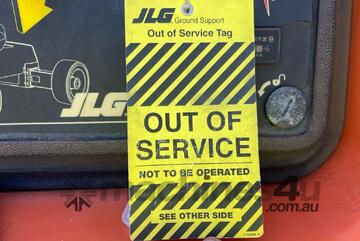 JLG Ground Support
Out of Service Tag
JLG
OUT OF
SERVICE
NOT TO BE OPERATED
SEE OTHER SIDE
machines4u
.com.au